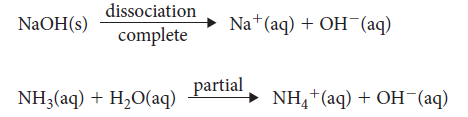 NaOH(s) dissociation complete → Na⁺(aq) + OH⁻(aq)
NH₃(aq) + H₂O(aq) partial → NH₄⁺(aq) + OH⁻(aq)